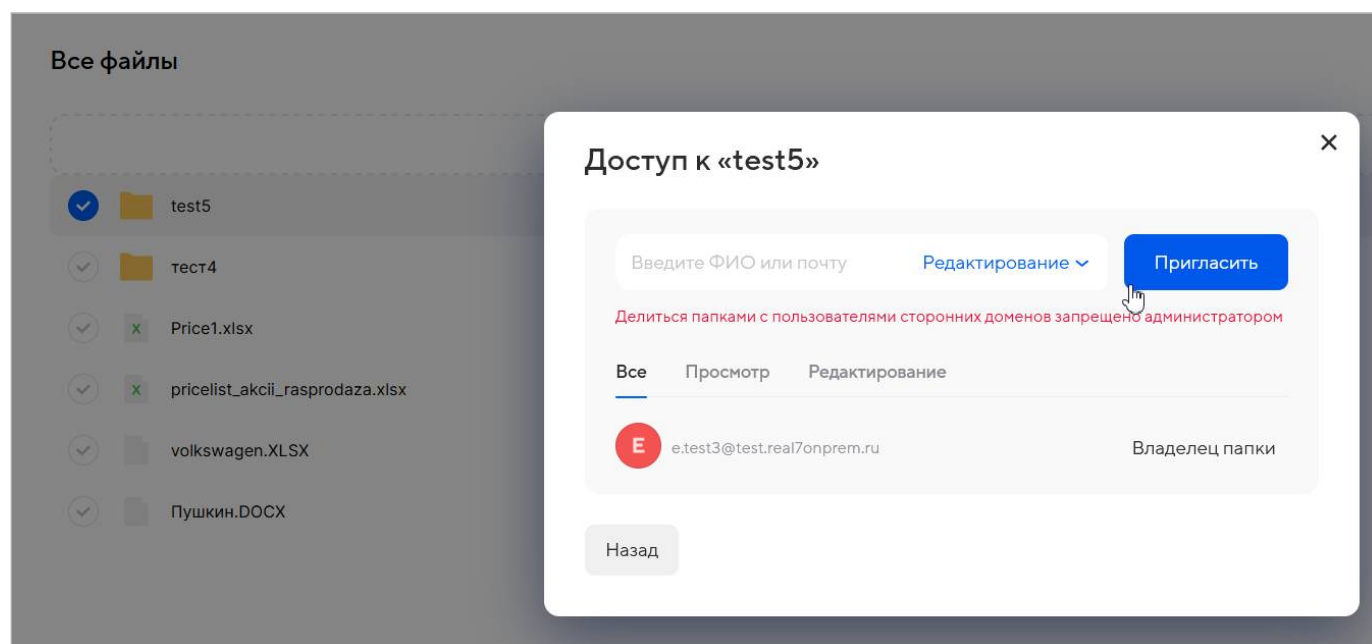 Все файлы
test5
тест4
X Price1.xlsx
X pricelist_akcii_rasprodaza.xlsx
volkswagen.XLSX
Пушкин.DOCX
Доступ к «test5»
Введите ФИО или почту Редактирование Пригласить
Делиться папками с пользователями сторонних доменов запрещено администратором
Все Просмотр Редактирование
E e.test3@test.real7onprem.ru Владелец папки
Назад